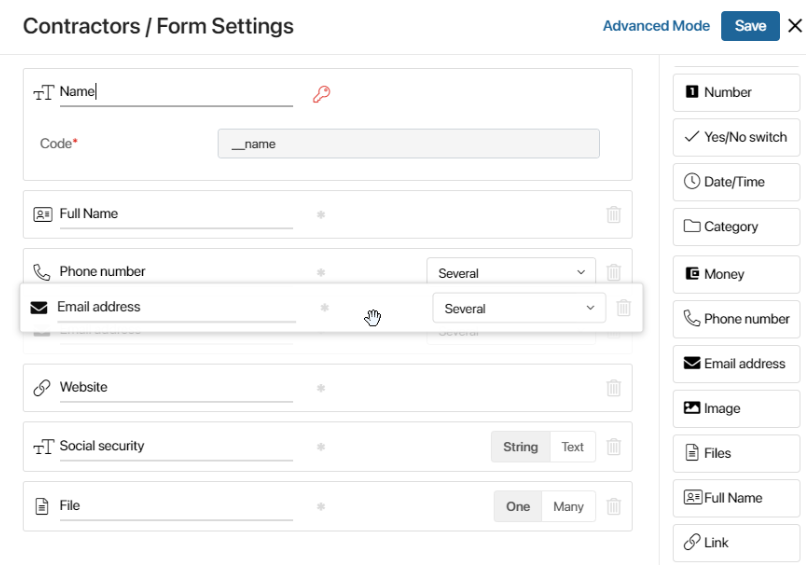 Contractors / Form Settings
Advanced Mode
Save
Name
Code*
__name
Full Name
Phone number
Several
Email address
Several
Email address
Several
Website
Social security
String
Text
File
One
Many
Number
Yes/No switch
Date/Time
Category
Money
Phone number
Email address
Image
Files
Full Name
Link